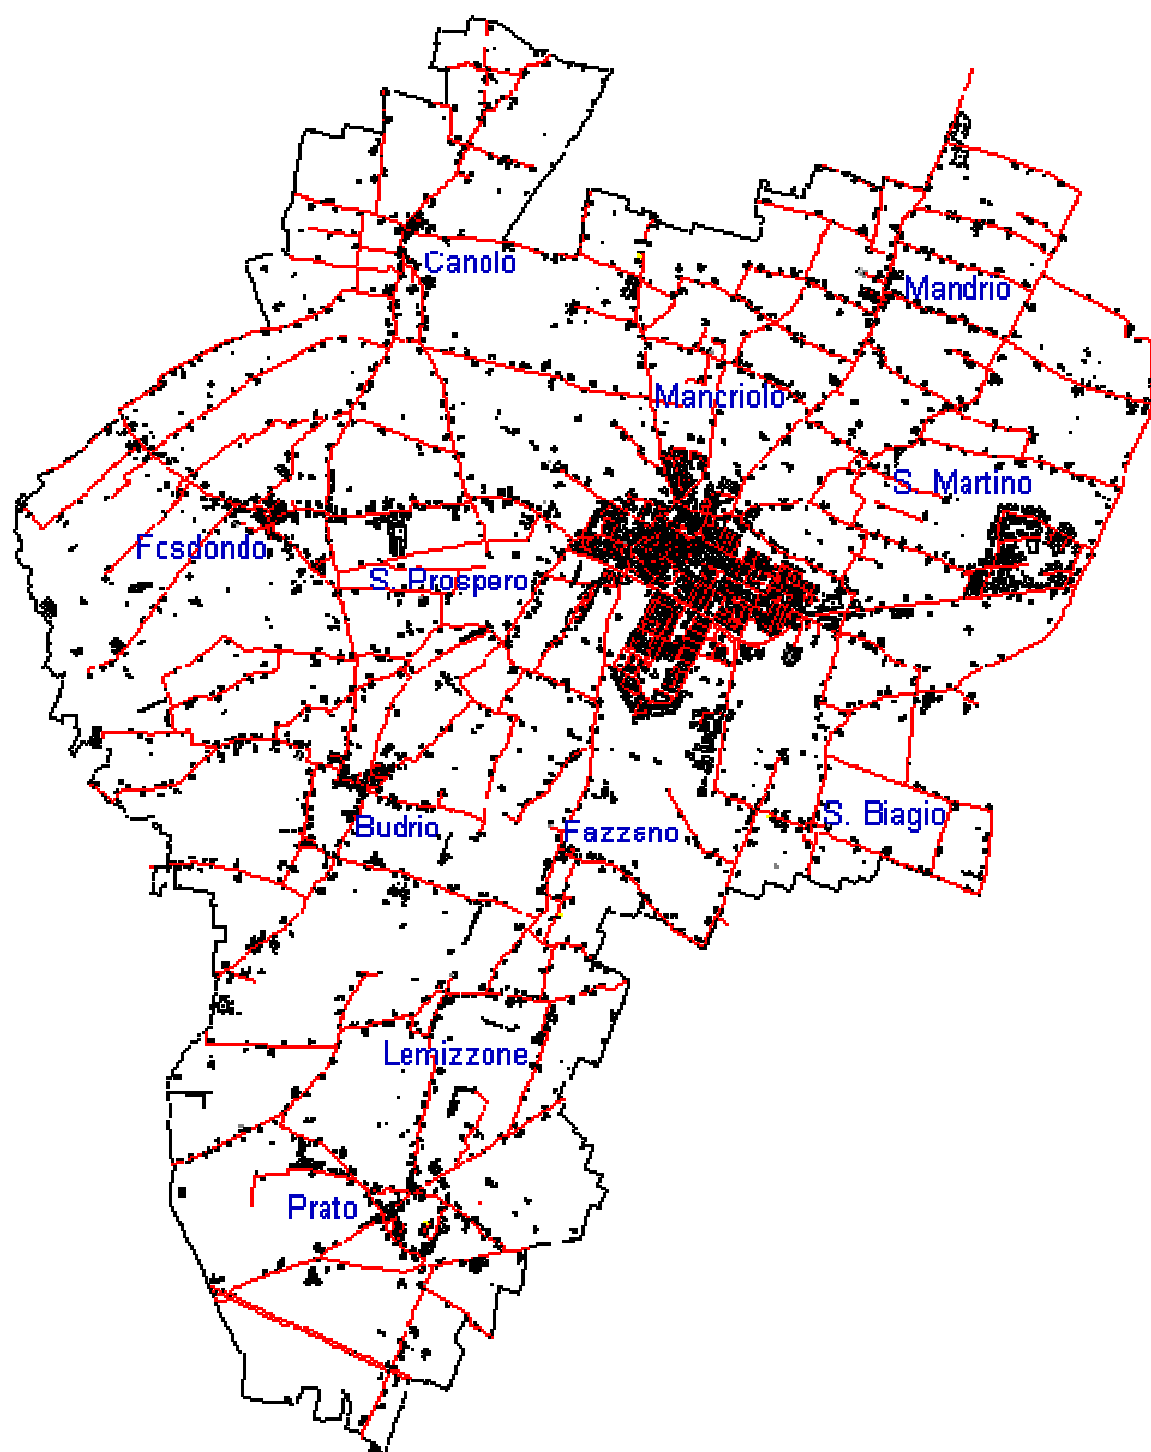 Canolo
Mandrio
Mancriolo
S. Martino
Fosdondo
S. Prospero
S. Biagio
Budrio
Fazzano
Lemizzone
Prato